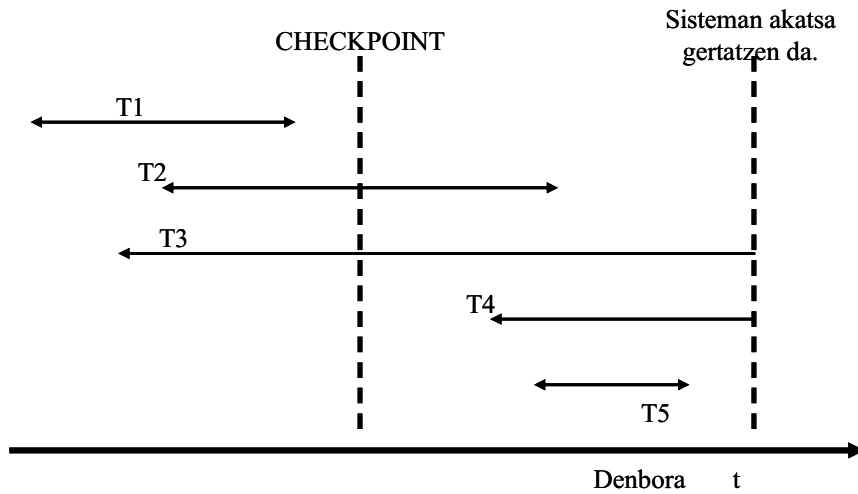 Sisteman akatsa
gertatzen da.
CHECKPOINT
T1
T2
T3
T4
T5
Denbora t